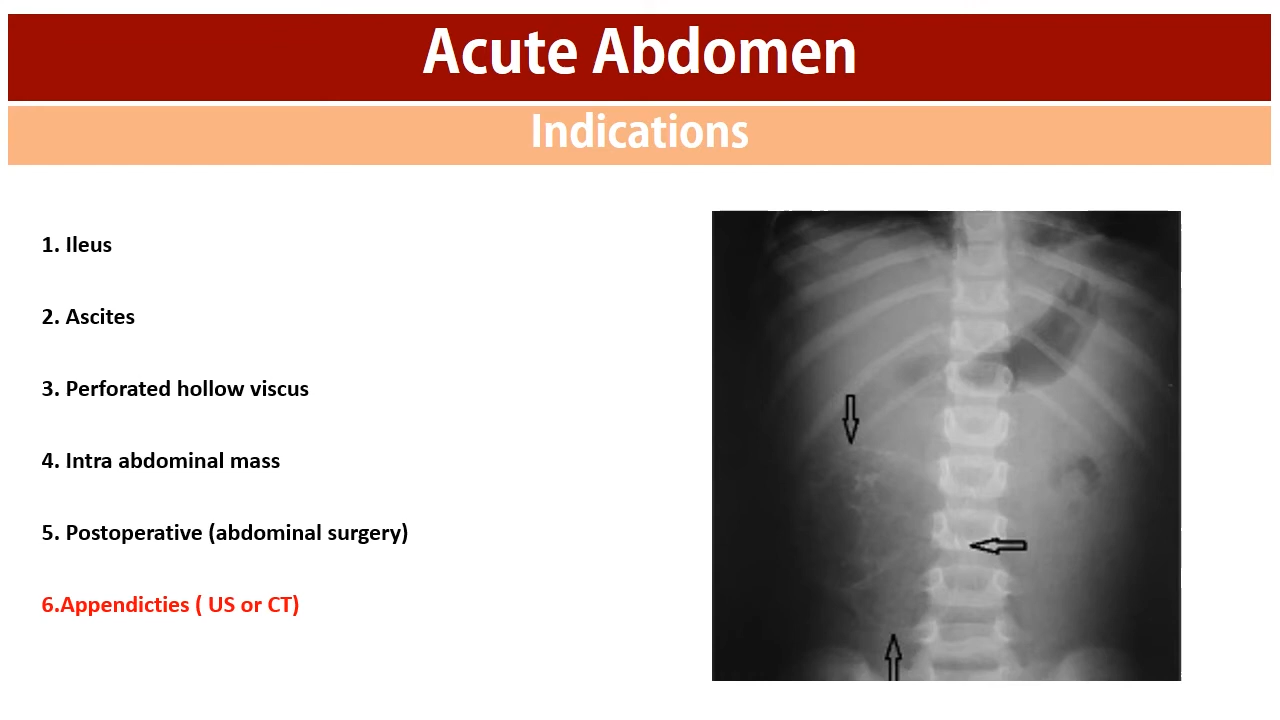 Acute Abdomen
Indications
1. Ileus
2. Ascites
3. Perforated hollow viscus
4. Intra abdominal mass
5. Postoperative (abdominal surgery)
6.Appendicties ( US or CT)